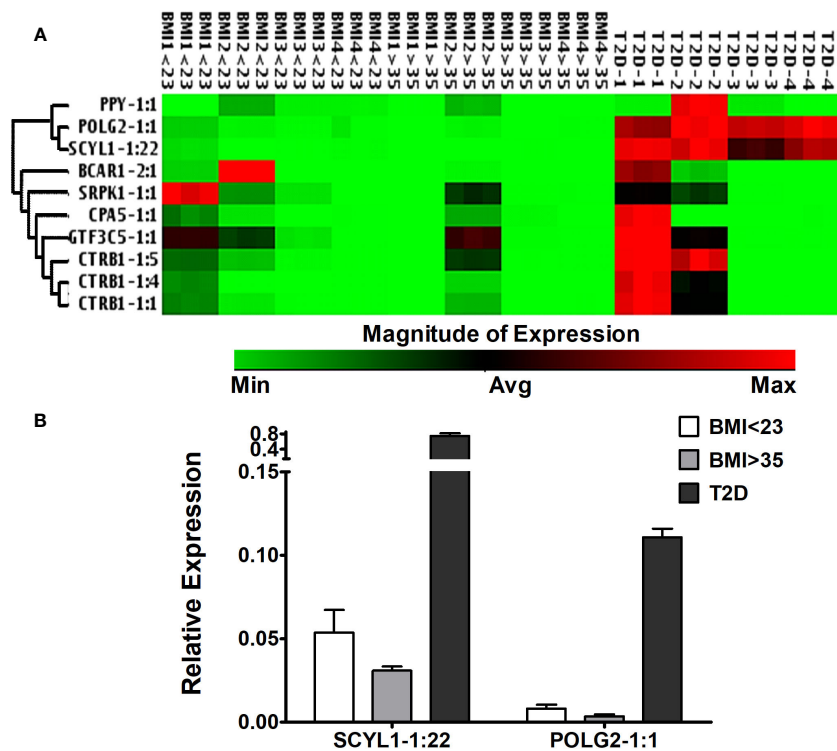 A
BMI1<23 BMI1<23 BMI1<23 BMI2<23 BMI2<23 BMI2<23 BMI3<23 BMI3<23 BMI3<23 BMI4<23 BMI4<23 BMI4<23 BMI1>35 BMI1>35 BMI1>35 BMI2>35 BMI2>35 BMI2>35 BMI3>35 BMI3>35 BMI3>35 BMI4>35 BMI4>35 BMI4>35 T2D-1 T2D-1 T2D-1 T2D-2 T2D-2 T2D-2 T2D-3 T2D-3 T2D-3 T2D-4 T2D-4 T2D-4
PPY-1:1
POLG2-1:1
SCYL1-1:22
BCAR1-2:1
SRPK1-1:1
CPA5-1:1
GTF3C5-1:1
CTRB1-1:5
CTRB1-1:4
CTRB1-1:1
Magnitude of Expression
Min Avg Max
B
Relative Expression
0.8
0.4
0.15
0.10
0.05
0.00
BMI<23
BMI>35
T2D
SCYL1-1:22 POLG2-1:1